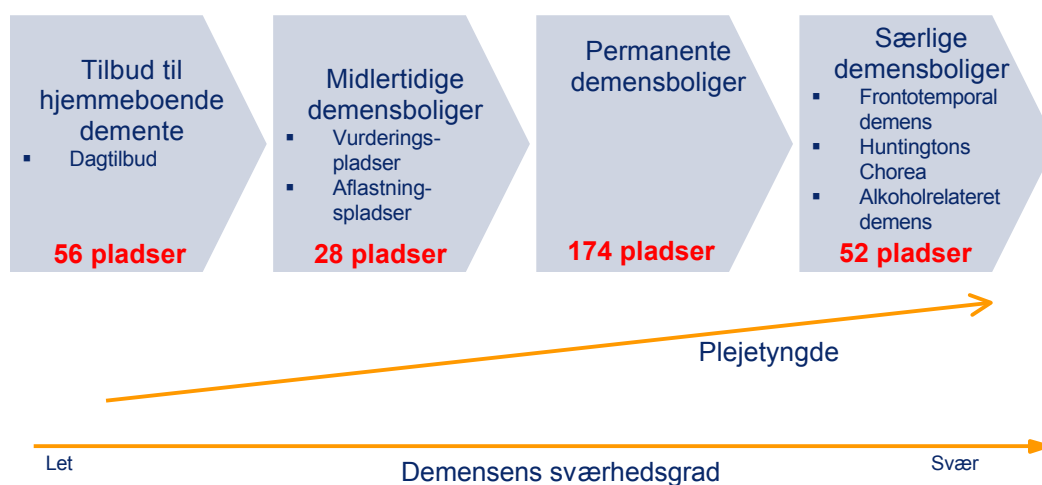 Tilbud til
hjemmeboende
demente
▪ Dagtilbud
56 pladser
Midlertidige
demensboliger
▪ Vurderings-
pladser
▪ Aflastning-
spladser
28 pladser
Permanente
demensboliger
174 pladser
Særlige
demensboliger
▪ Frontotemporal
demens
▪ Huntingtons
Chorea
▪ Alkoholrelateret
demens
52 pladser
Plejetyngde
Let
Demensens sværhedsgrad
Svær